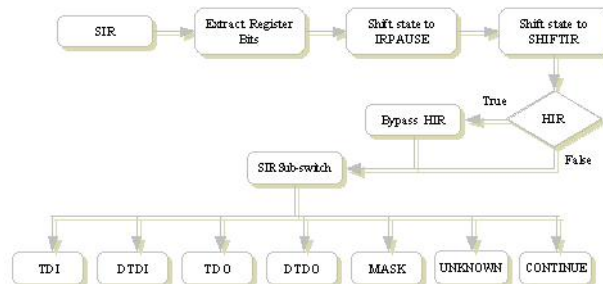 SIR
Extract Register
Bits
Shift state to
IRPAUSE
Shift state to
SHIFTIR
True
HIR
Bypass HIR
False
SIR Sub-switch
TDI
DTDI
TDO
DTDO
MASK
UNKNOWN
CONTINUE